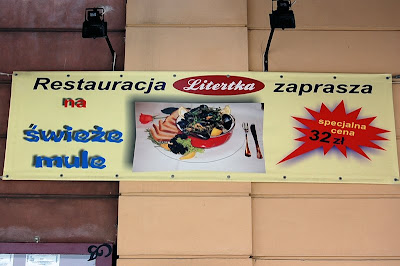 Restauracja Litertka zaprasza
na
świeże
mule
specjalna
cena
32 zł